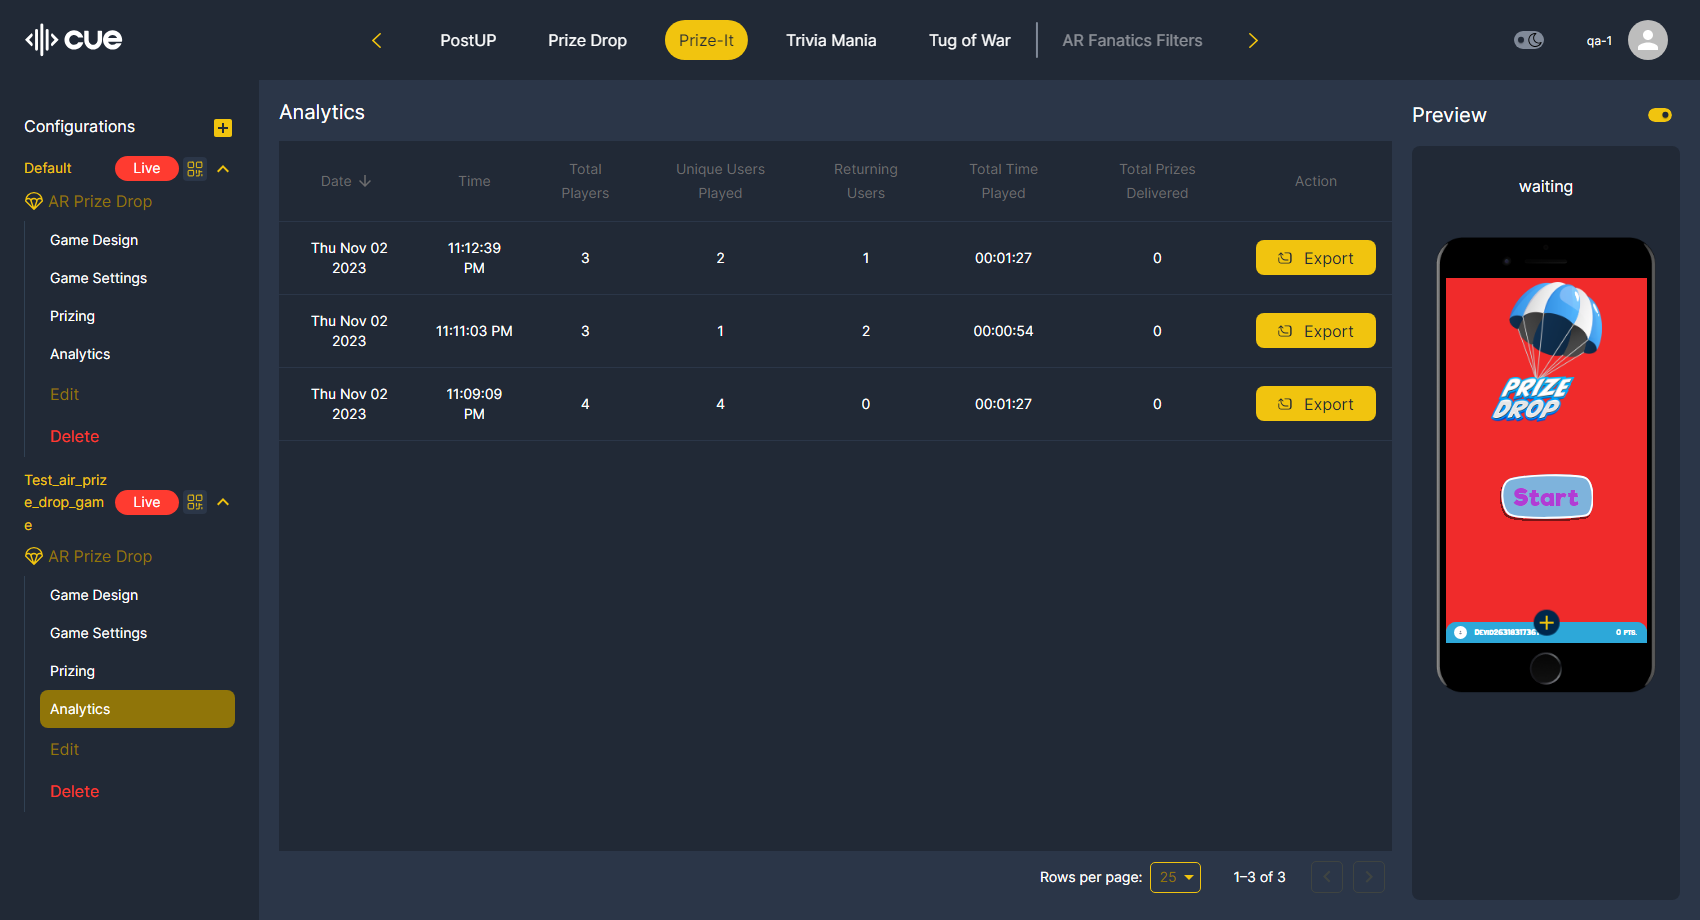 cue
PostUP
Prize Drop
Prize-It
Trivia Mania
Tug of War
AR Fanatics Filters
qa-1
Configurations
Default
Live
AR Prize Drop
Game Design
Game Settings
Prizing
Analytics
Edit
Delete
Test_air_priz
e_drop_gam
e
Live
AR Prize Drop
Game Design
Game Settings
Prizing
Analytics
Edit
Delete
Analytics
Date
Time
Total
Players
Unique Users
Played
Returning
Users
Total Time
Played
Total Prizes
Delivered
Action
Thu Nov 02
2023
11:12:39
PM
3
2
1
00:01:27
0
Export
Thu Nov 02
2023
11:11:03 PM
3
1
2
00:00:54
0
Export
Thu Nov 02
2023
11:09:09
PM
4
4
0
00:01:27
0
Export
Rows per page:
25
1–3 of 3
Preview
waiting
PRIZE
DROP
Start
0 PTS.